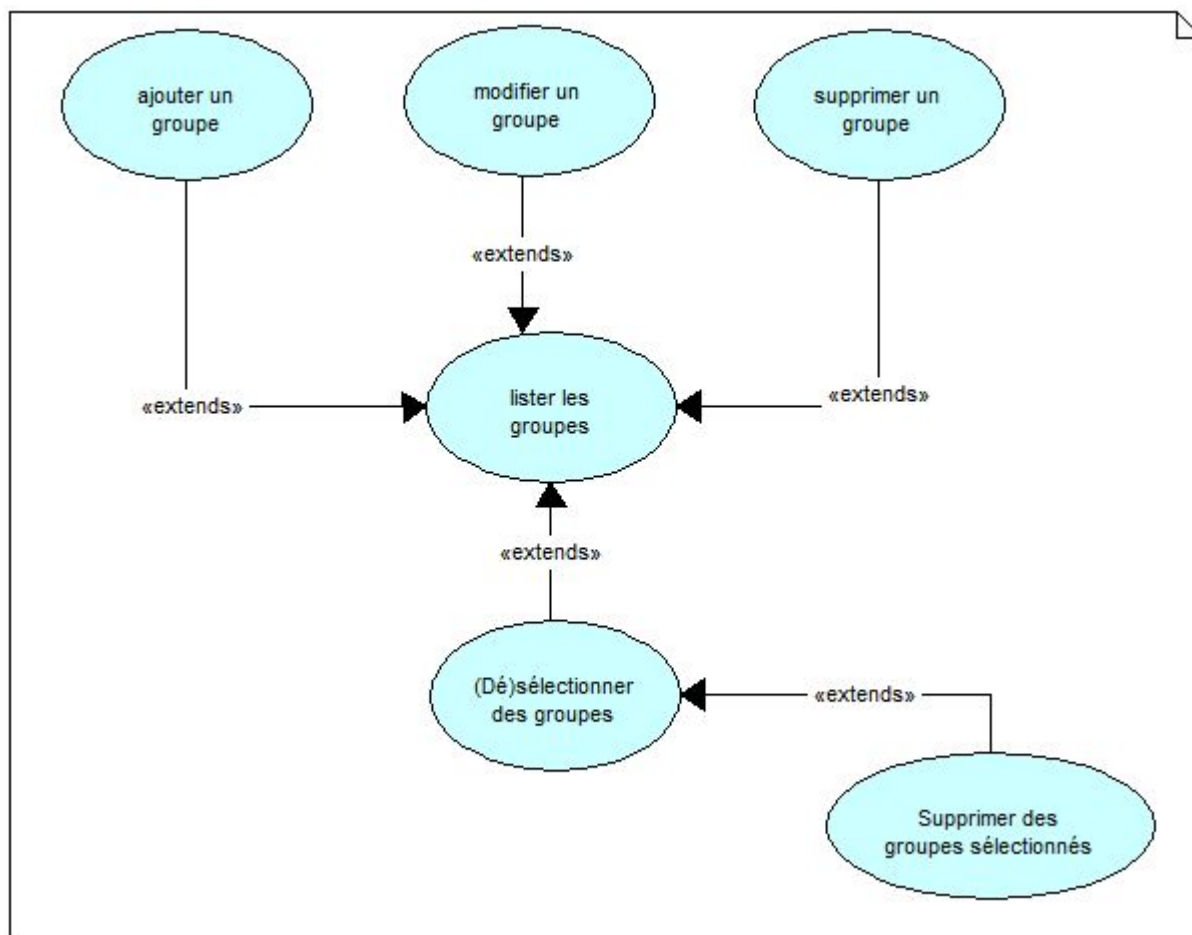 ajouter un
groupe
modifier un
groupe
supprimer un
groupe
«extends»
«extends»
«extends»
lister les
groupes
«extends»
(Dé)sélectionner
des groupes
«extends»
Supprimer des
groupes sélectionnés